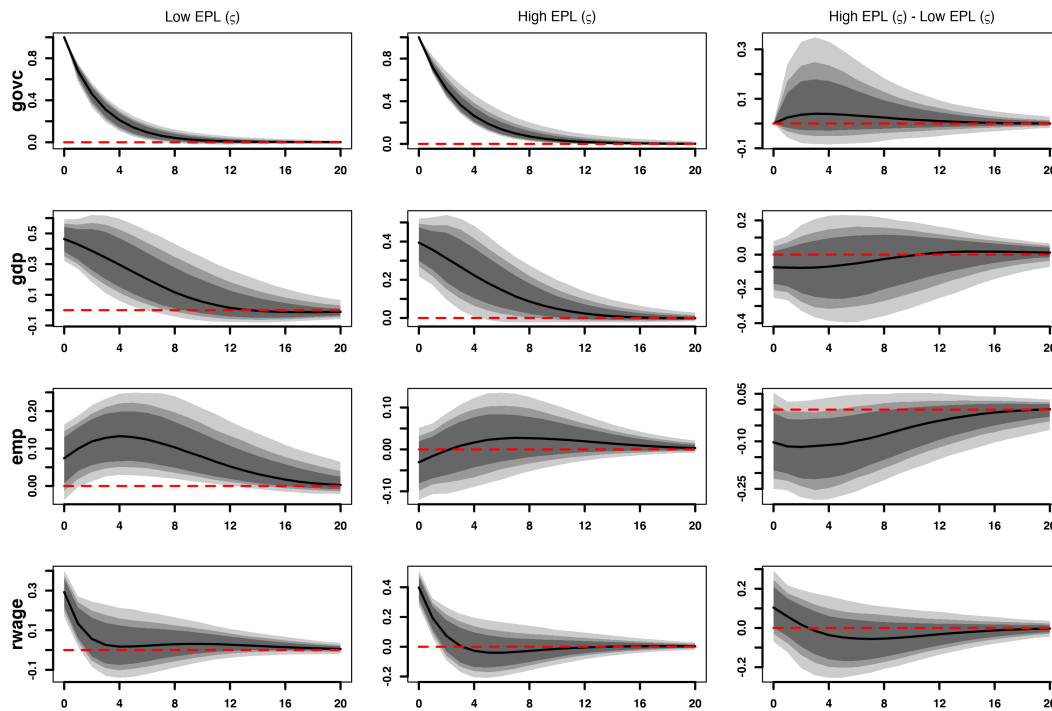 Low EPL (ς) High EPL (ς) High EPL (ς) - Low EPL (ς)
govc
0.8 0.8 0.3
0.4 0.4 0.1
0.0 0.0 -0.1
0 4 8 12 16 20 0 4 8 12 16 20 0 4 8 12 16 20
gdp
0.5 0.4 0.2
0.3 0.2 0.0
0.1 0.0 -0.2
-0.1 -0.4
0 4 8 12 16 20 0 4 8 12 16 20 0 4 8 12 16 20
emp
0.20 0.10 0.05
0.10 0.00 -0.10
0.00 -0.10 -0.25
0 4 8 12 16 20 0 4 8 12 16 20 0 4 8 12 16 20
rwage
0.3 0.4 0.2
0.1 0.2 0.0
-0.1 0.0 -0.2
0 4 8 12 16 20 0 4 8 12 16 20 0 4 8 12 16 20